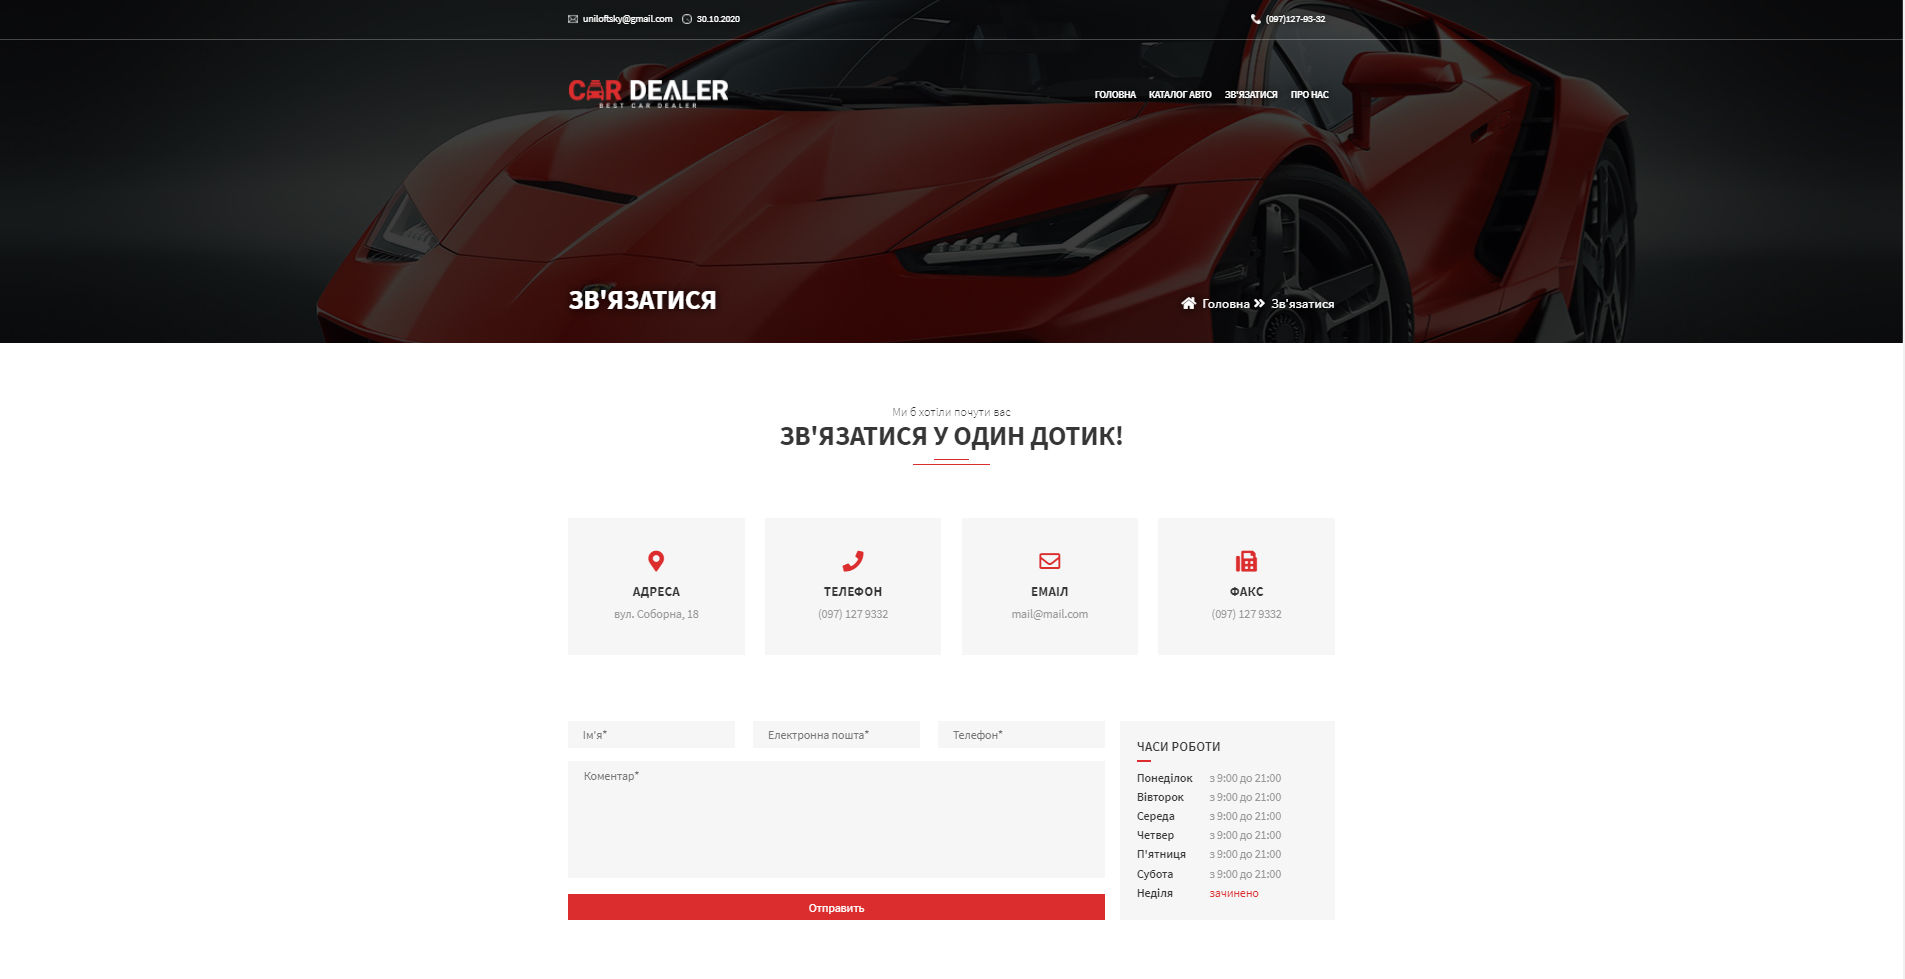 uniloftsky@gmail.com 30.10.2020 (097)127-93-32
CAR DEALER
BEST CAR DEALER
ГОЛОВНА КАТАЛОГ АВТО ЗВ'ЯЗАТИСЯ ПРО НАС
ЗВ'ЯЗАТИСЯ
Головна » Зв'язатися
Ми б хотіли почути вас
ЗВ'ЯЗАТИСЯ У ОДИН ДОТИК!
АДРЕСА
вул. Соборна, 18
ТЕЛЕФОН
(097) 127 9332
EMAІЛ
mail@mail.com
ФАКС
(097) 127 9332
Ім'я*
Електронна пошта*
Телефон*
Коментар*
Отправить
ЧАСИ РОБОТИ
Понеділок з 9:00 до 21:00
Вівторок з 9:00 до 21:00
Середа з 9:00 до 21:00
Четвер з 9:00 до 21:00
П'ятниця з 9:00 до 21:00
Субота з 9:00 до 21:00
Неділя зачинено